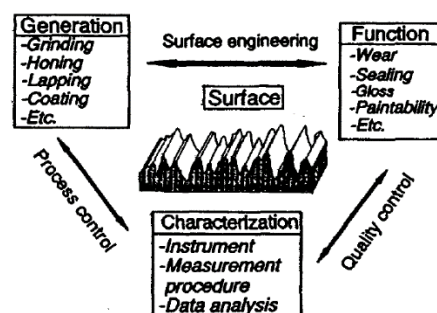 Generation
-Grinding
-Honing
-Lapping
-Coating
-Etc.
Surface engineering
Function
-Wear
-Sealing
-Gloss
-Paintability
-Etc.
Surface
Process control
Quality control
Characterization
-Instrument
-Measurement
procedure
-Data analysis